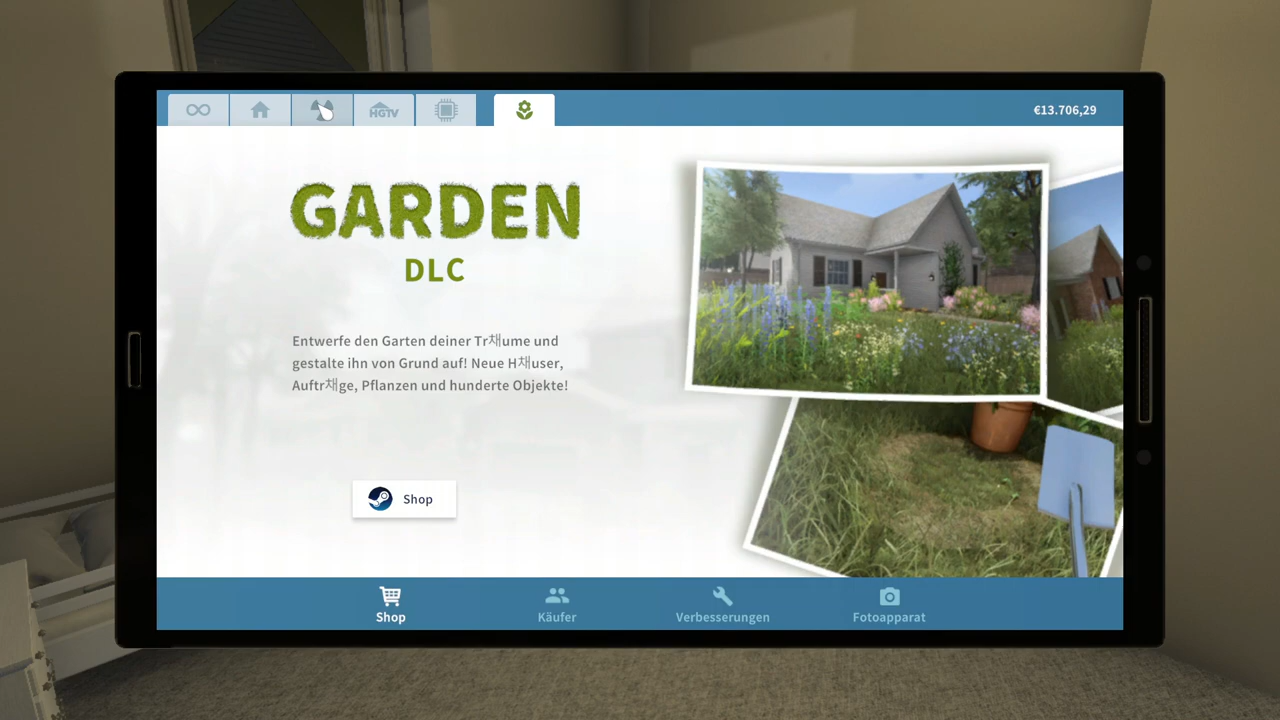 HGTV
€13.706,29
GARDEN
DLC
Entwerfe den Garten deiner Tr채ume und
gestalte ihn von Grund auf! Neue H채user,
Auftr채ge, Pflanzen und hunderte Objekte!
Shop
Shop
Käufer
Verbesserungen
Fotoapparat